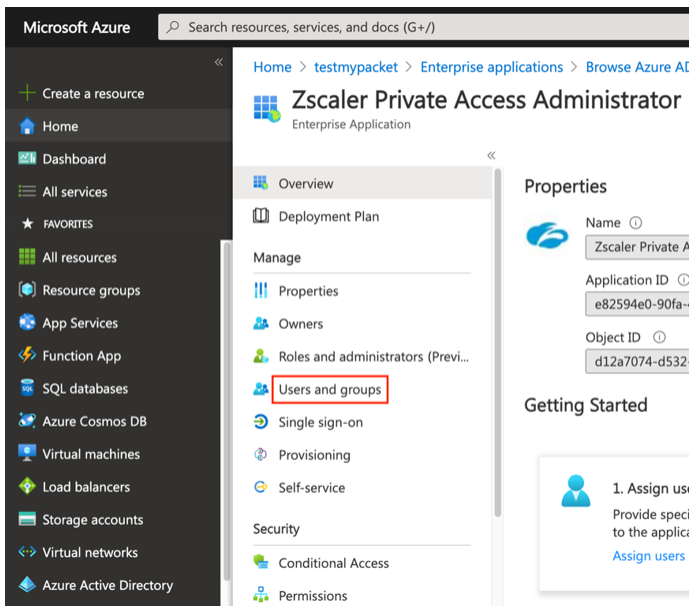 Microsoft Azure
Search resources, services, and docs (G+/)
«
Create a resource
Home
Dashboard
All services
FAVORITES
All resources
Resource groups
App Services
Function App
SQL databases
Azure Cosmos DB
Virtual machines
Load balancers
Storage accounts
Virtual networks
Azure Active Directory
Home > testmypacket > Enterprise applications > Browse Azure AD
Zscaler Private Access Administrator
Enterprise Application
«
Overview
Deployment Plan
Manage
Properties
Owners
Roles and administrators (Previ...
Users and groups
Single sign-on
Provisioning
Self-service
Security
Conditional Access
Permissions
Properties
Name
Zscaler Private A
Application ID
e82594e0-90fa-
Object ID
d12a7074-d532-
Getting Started
1. Assign use
Provide speci
to the applica
Assign users